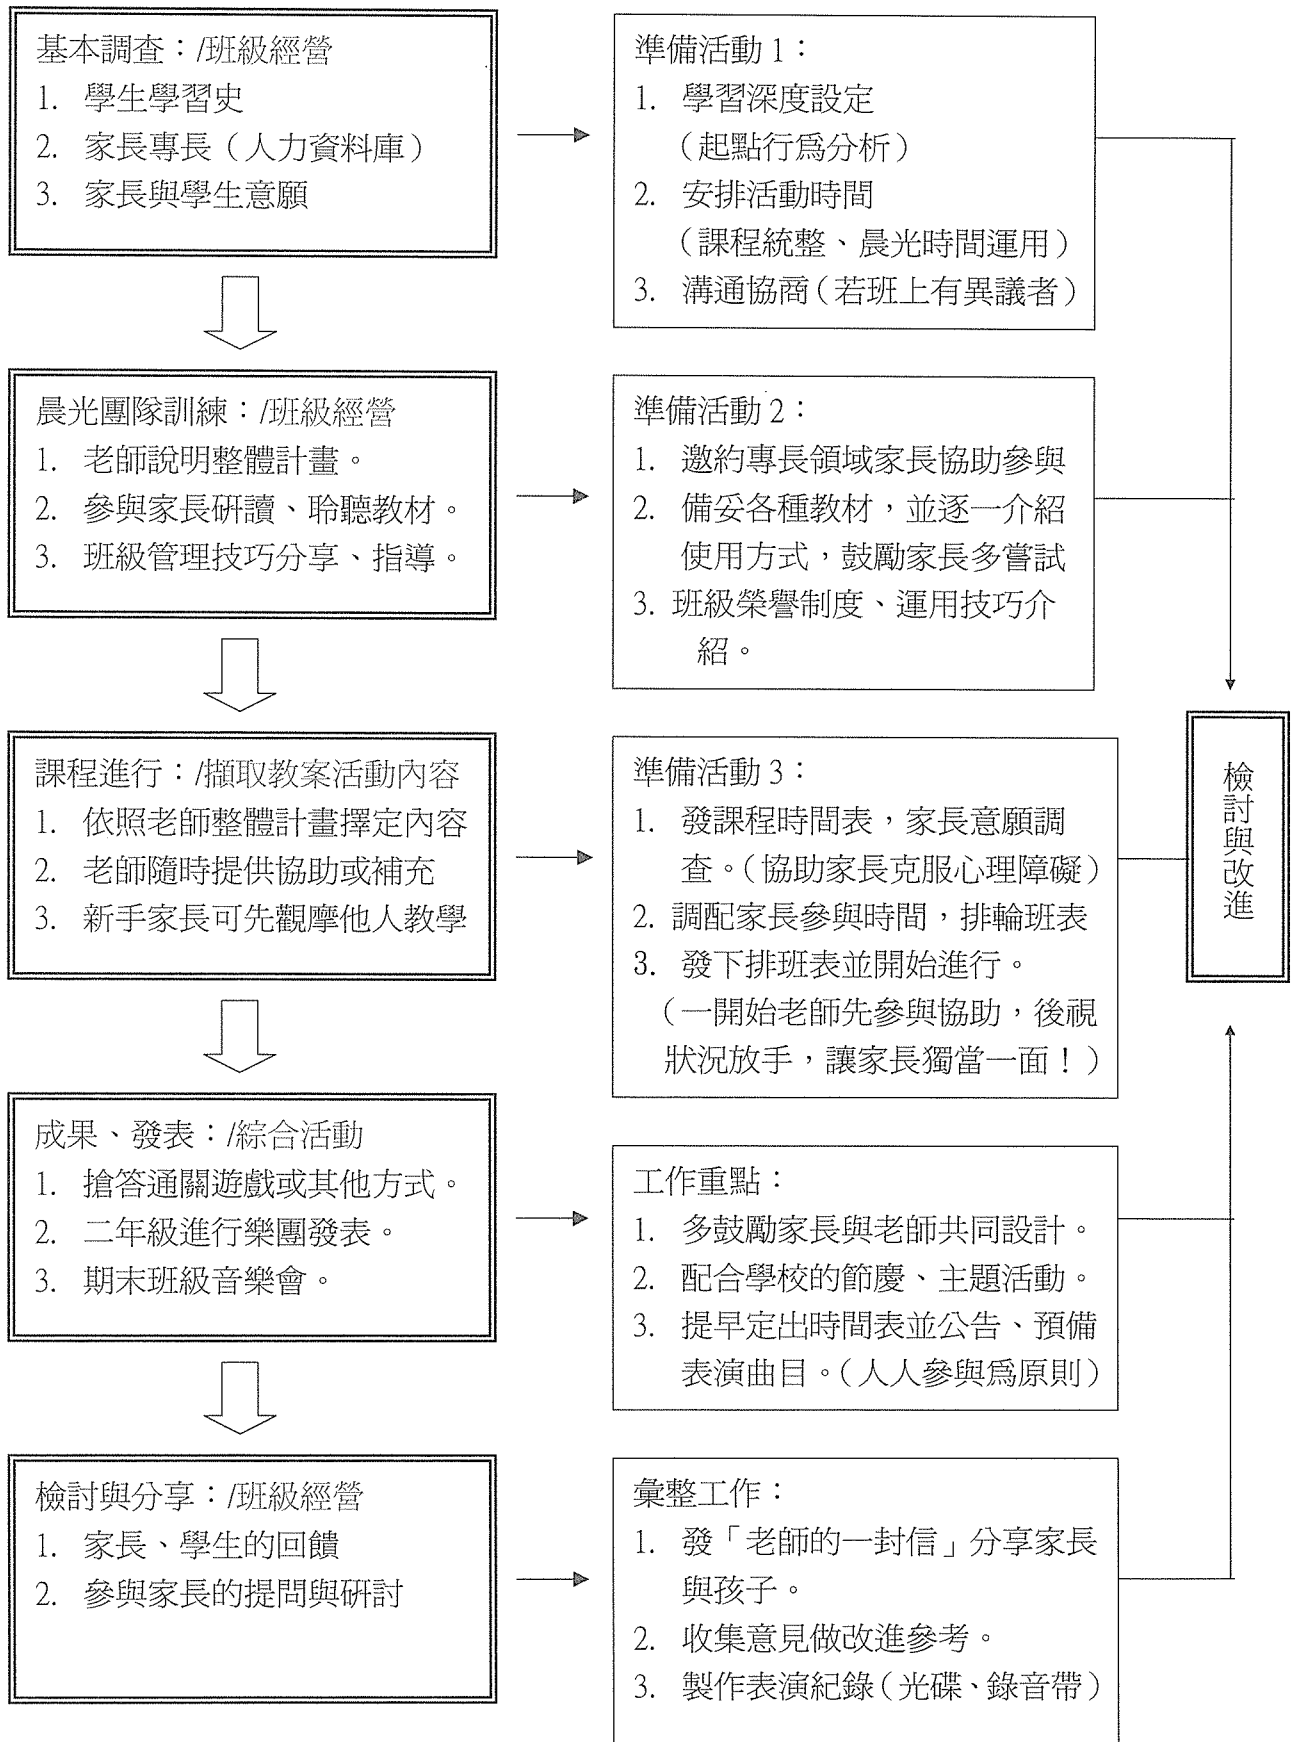 基本調查：/班級經營
1. 學生學習史
2. 家長專長（人力資料庫）
3. 家長與學生意願
準備活動 1：
1. 學習深度設定
（起點行為分析）
2. 安排活動時間
（課程統整、晨光時間運用）
3. 溝通協商（若班上有異議者）
晨光團隊訓練：/班級經營
1. 老師說明整體計畫。
2. 參與家長研讀、聆聽教材。
3. 班級管理技巧分享、指導。
準備活動 2：
1. 邀約專長領域家長協助參與
2. 備妥各種教材，並逐一介紹
使用方式，鼓勵家長多嘗試
3. 班級榮譽制度、運用技巧介
紹。
課程進行：/擷取教案活動內容
1. 依照老師整體計畫擇定內容
2. 老師隨時提供協助或補充
3. 新手家長可先觀摩他人教學
準備活動 3：
1. 發課程時間表，家長意願調
查。（協助家長克服心理障礙）
2. 調配家長參與時間，排輪班表
3. 發下排班表並開始進行。
（一開始老師先參與協助，後視
狀況放手，讓家長獨當一面！）
檢討與改進
成果、發表：/綜合活動
1. 搶答通關遊戲或其他方式。
2. 二年級進行樂團發表。
3. 期末班級音樂會。
工作重點：
1. 多鼓勵家長與老師共同設計。
2. 配合學校的節慶、主題活動。
3. 提早定出時間表並公告、預備
表演曲目。（人人參與為原則）
檢討與分享：/班級經營
1. 家長、學生的回饋
2. 參與家長的提問與研討
彙整工作：
1. 發「老師的一封信」分享家長
與孩子。
2. 收集意見做改進參考。
3. 製作表演紀錄（光碟、錄音帶）